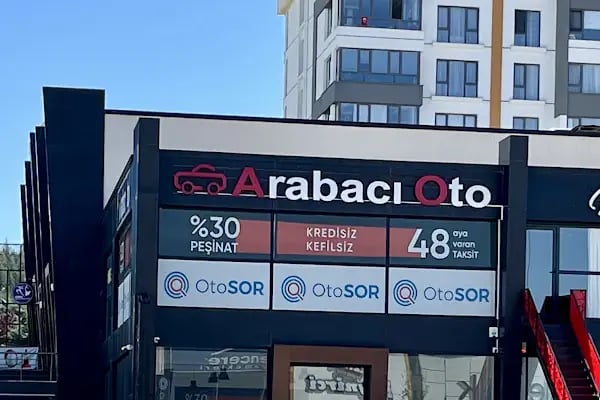 Arabacı Oto
%30
PEŞİNAT
KREDİSİZ
KEFİLSİZ
48
aya
varan
TAKSİT
OtoSOR
OtoSOR
OtoSOR